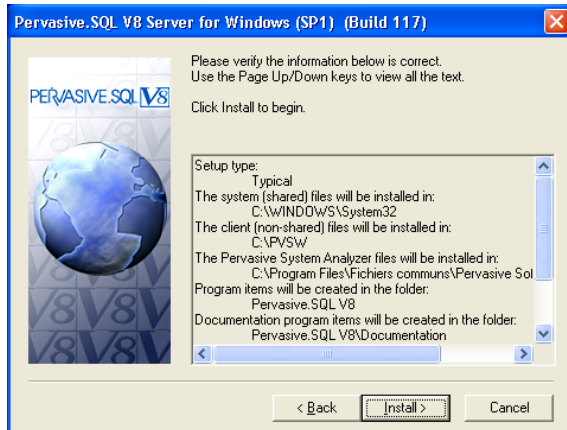 Pervasive.SQL V8 Server for Windows (SP1) (Build 117)
PERVASIVE.SQL V8
Please verify the information below is correct.
Use the Page Up/Down keys to view all the text.
Click Install to begin.
Setup type:
Typical
The system (shared) files will be installed in:
C:\WINDOWS\System32
The client (non-shared) files will be installed in:
C:\PVSW
The Pervasive System Analyzer files will be installed in:
C:\Program Files\Fichiers communs\Pervasive Sol
Program items will be created in the folder:
Pervasive.SQL V8
Documentation program items will be created in the folder:
Pervasive.SQL V8\Documentation
V8 V8 V8
< Back
Install >
Cancel